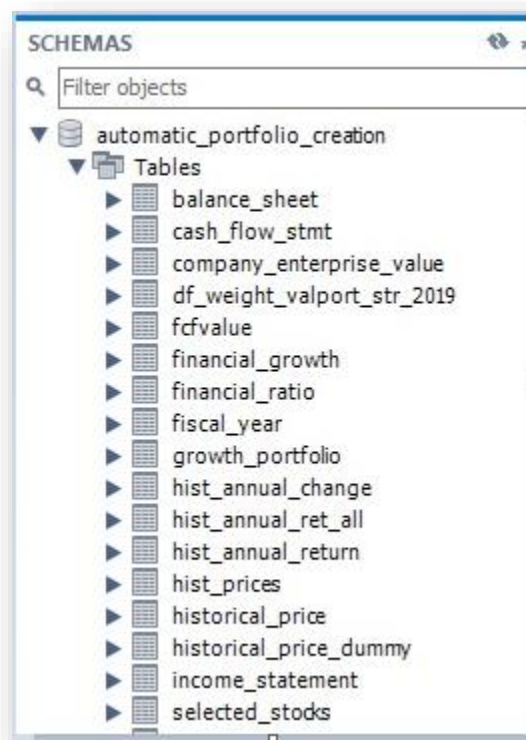 SCHEMAS
Filter objects
automatic_portfolio_creation
Tables
balance_sheet
cash_flow_stmt
company_enterprise_value
df_weight_valport_str_2019
fcfvalue
financial_growth
financial_ratio
fiscal_year
growth_portfolio
hist_annual_change
hist_annual_ret_all
hist_annual_return
hist_prices
historical_price
historical_price_dummy
income_statement
selected_stocks